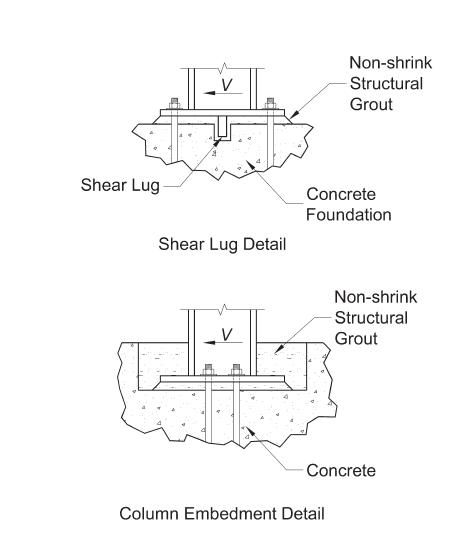 Non-shrink
Structural
Grout
V
Shear Lug
Concrete
Foundation
Shear Lug Detail
Non-shrink
Structural
Grout
V
Concrete
Column Embedment Detail